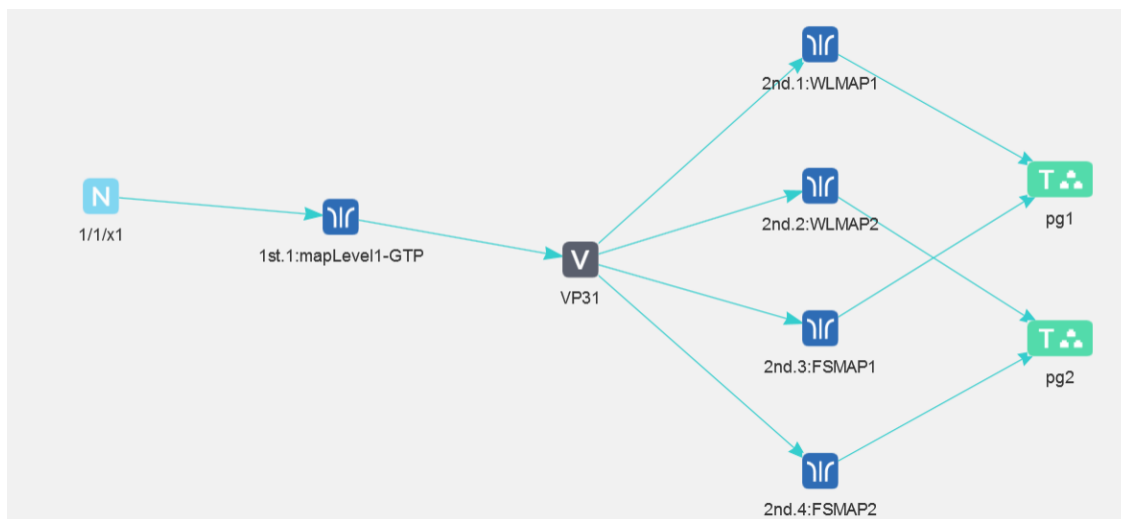 2nd.1:WLMAP1
N
1/1/x1
1st.1:mapLevel1-GTP
V
VP31
2nd.2:WLMAP2
2nd.3:FSMAP1
2nd.4:FSMAP2
T
pg1
T
pg2